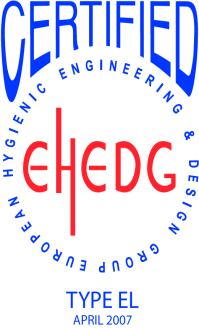 CERTIFIED
EUROPEAN HYGIENIC ENGINEERING & DESIGN GROUP
EHEDG
TYPE EL
APRIL 2007